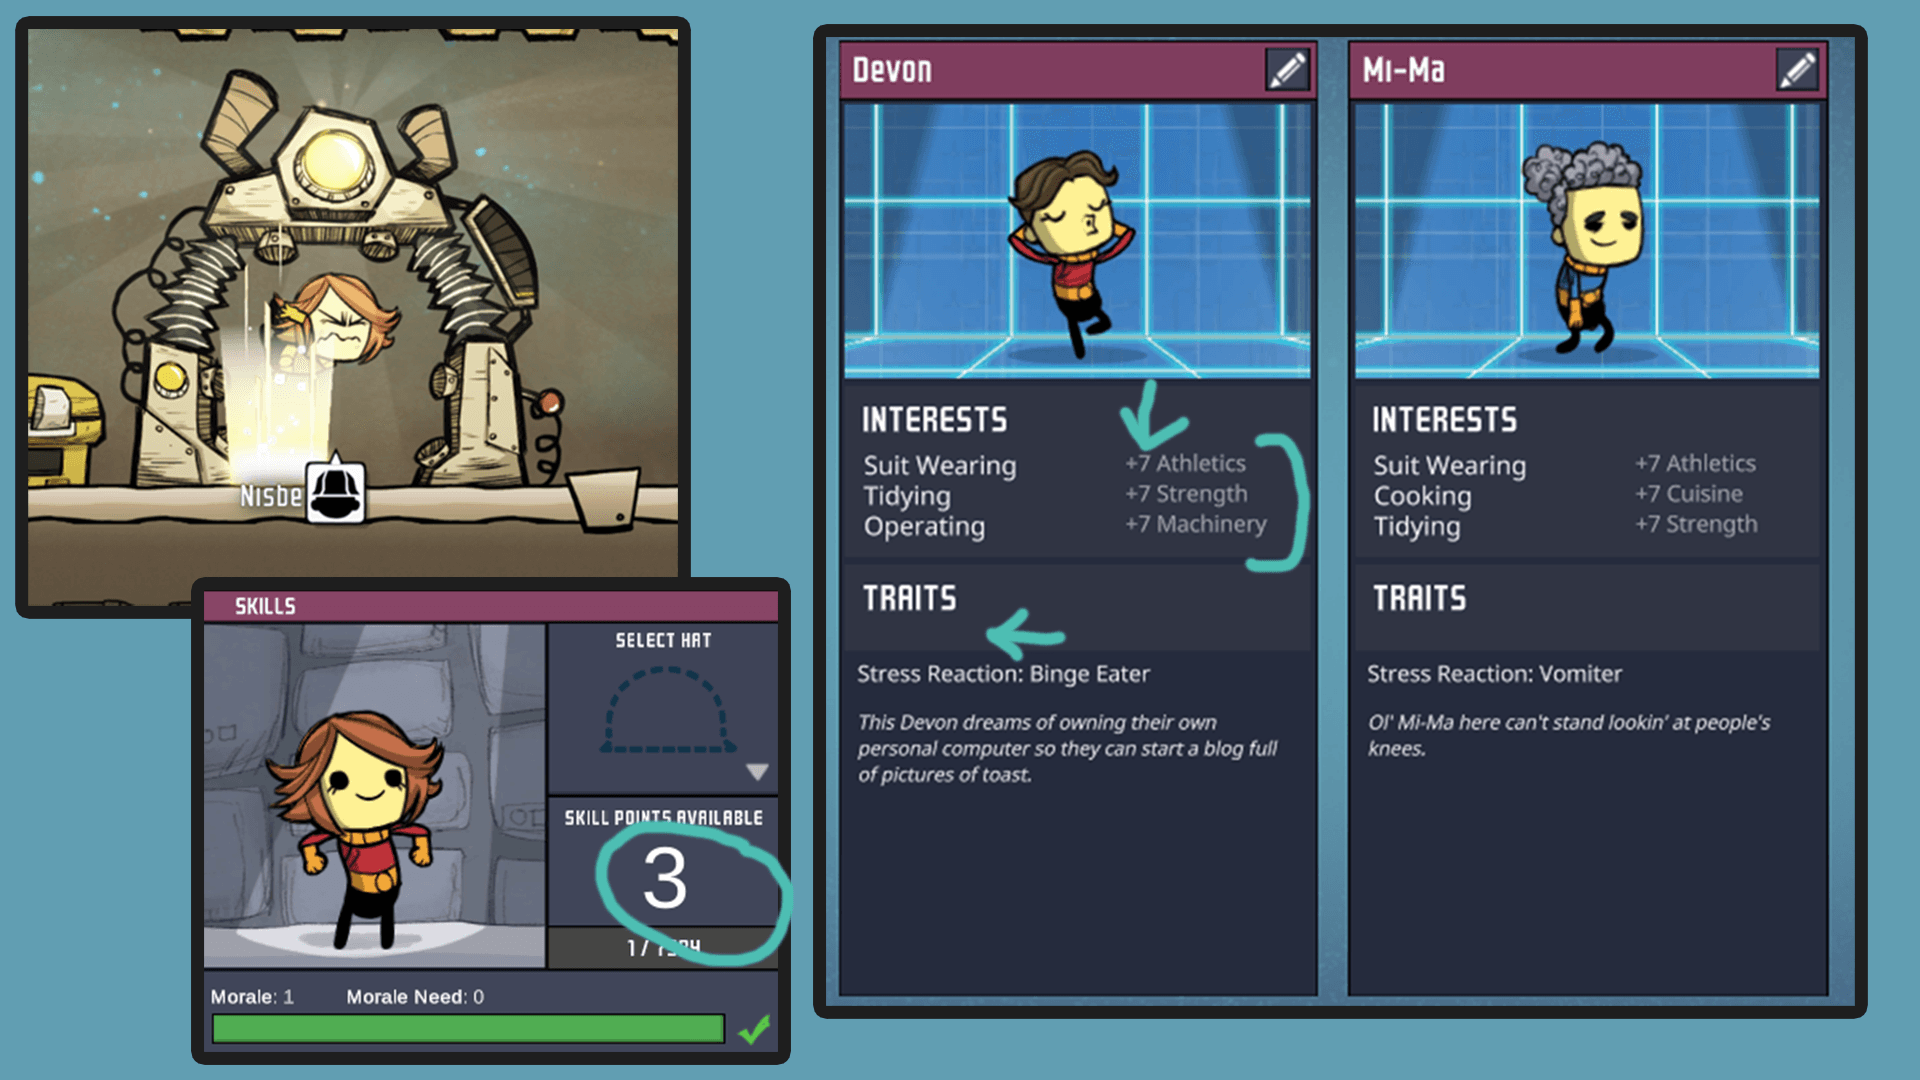 Nisbe
SKILLS
SELECT HAT
SKILL POINTS AVAILABLE
3
1 /
Morale: 1 Morale Need: 0
Devon
INTERESTS
Suit Wearing +7 Athletics
Tidying +7 Strength
Operating +7 Machinery
TRAITS
Stress Reaction: Binge Eater
This Devon dreams of owning their own
personal computer so they can start a blog full
of pictures of toast.
Mi-Ma
INTERESTS
Suit Wearing +7 Athletics
Cooking +7 Cuisine
Tidying +7 Strength
TRAITS
Stress Reaction: Vomiter
Ol' Mi-Ma here can't stand lookin' at people's
knees.